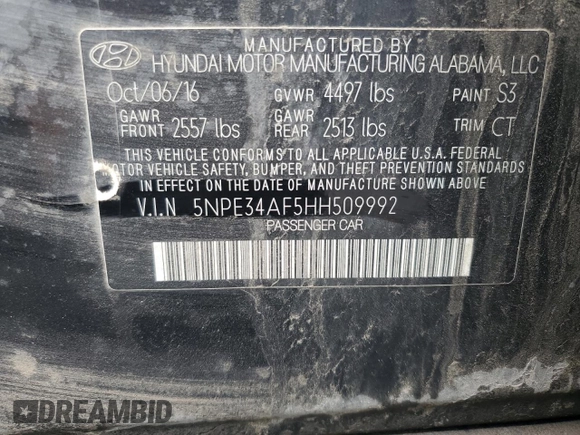 MANUFACTURED BY
HYUNDAI MOTOR MANUFACTURING ALABAMA, LLC
Oct/06/16 GVWR 4497 lbs PAINT S3
GAWR FRONT 2557 lbs GAWR REAR 2513 lbs TRIM CT
THIS VEHICLE CONFORMS TO ALL APPLICABLE U.S.A. FEDERAL
MOTOR VEHICLE SAFETY, BUMPER, AND THEFT PREVENTION STANDARDS
IN EFFECT ON THE DATE OF MANUFACTURE SHOWN ABOVE.
V.I.N 5NPE34AF5HH509992
PASSENGER CAR
DREAMBID